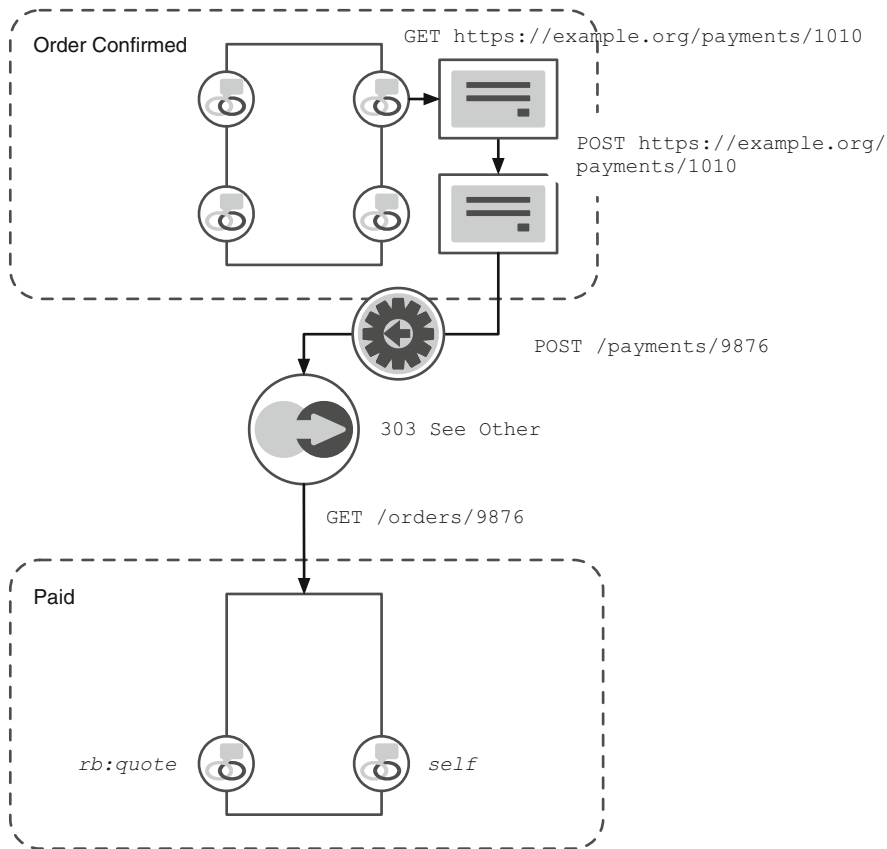 GET https://example.org/payments/1010
Order Confirmed
POST https://example.org/
payments/1010
POST /payments/9876
303 See Other
GET /orders/9876
Paid
rb:quote
self